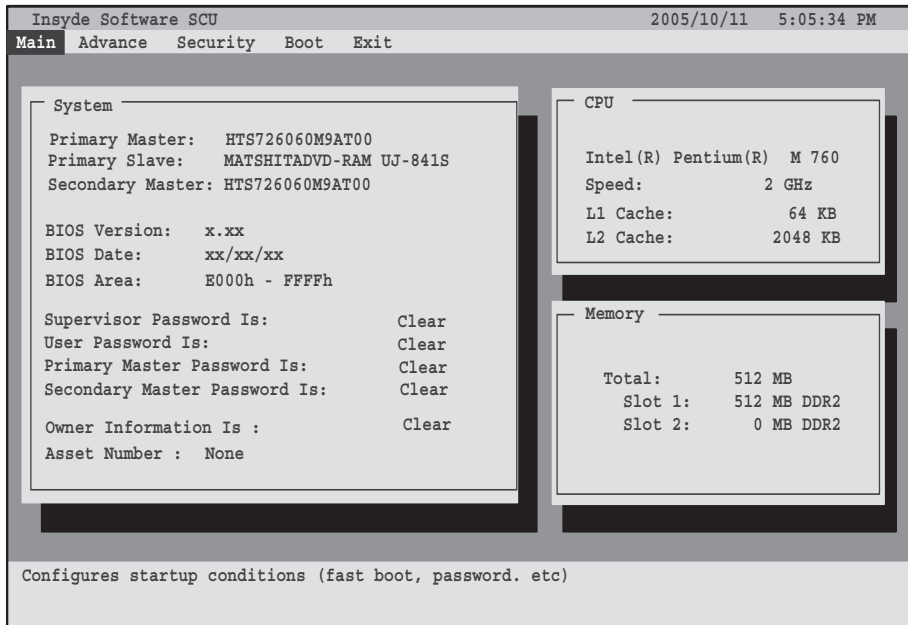 Insyde Software SCU 2005/10/11 5:05:34 PM
Main Advance Security Boot Exit
System
Primary Master: HTS726060M9AT00
Primary Slave: MATSHITADVD-RAM UJ-841S
Secondary Master: HTS726060M9AT00
BIOS Version: x.xx
BIOS Date: xx/xx/xx
BIOS Area: E000h - FFFFh
Supervisor Password Is: Clear
User Password Is: Clear
Primary Master Password Is: Clear
Secondary Master Password Is: Clear
Owner Information Is : Clear
Asset Number : None
CPU
Intel(R) Pentium(R) M 760
Speed: 2 GHz
L1 Cache: 64 KB
L2 Cache: 2048 KB
Memory
Total: 512 MB
Slot 1: 512 MB DDR2
Slot 2: 0 MB DDR2
Configures startup conditions (fast boot, password. etc)